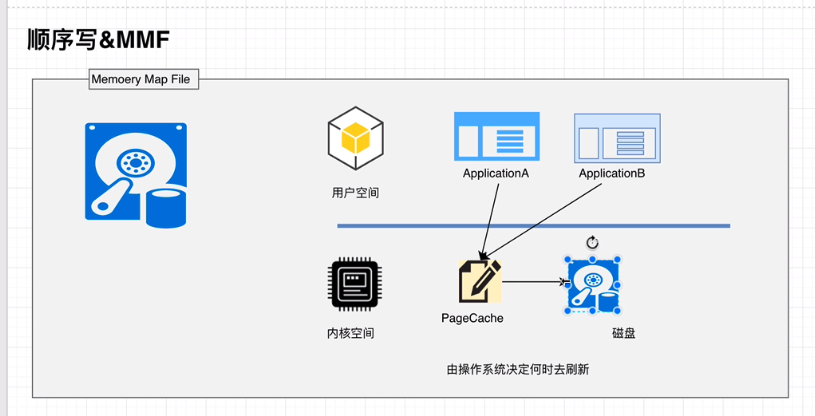 顺序写&MMF
Memoery Map File
用户空间
ApplicationA
ApplicationB
内核空间
PageCache
磁盘
由操作系统决定何时去刷新